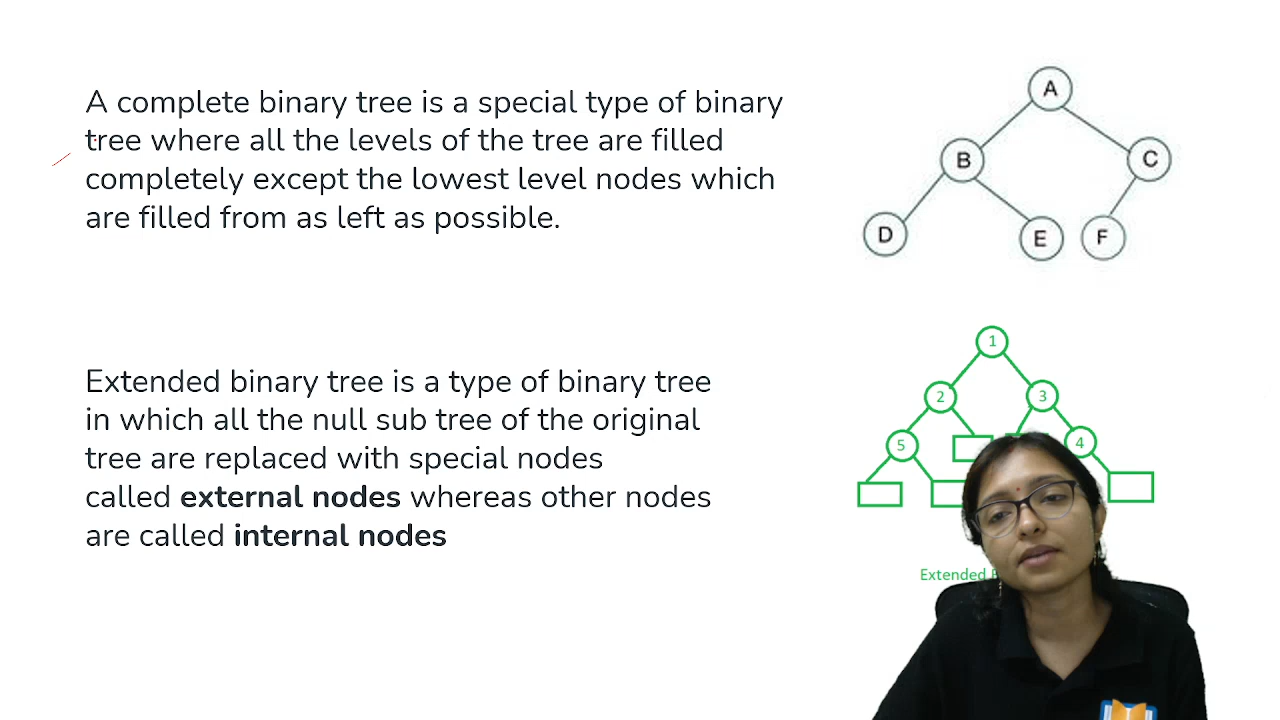 A complete binary tree is a special type of binary
tree where all the levels of the tree are filled
completely except the lowest level nodes which
are filled from as left as possible.
A
B
C
D
E
F
Extended binary tree is a type of binary tree
in which all the null sub tree of the original
tree are replaced with special nodes
called external nodes whereas other nodes
are called internal nodes
1
2
3
5
4
Extended